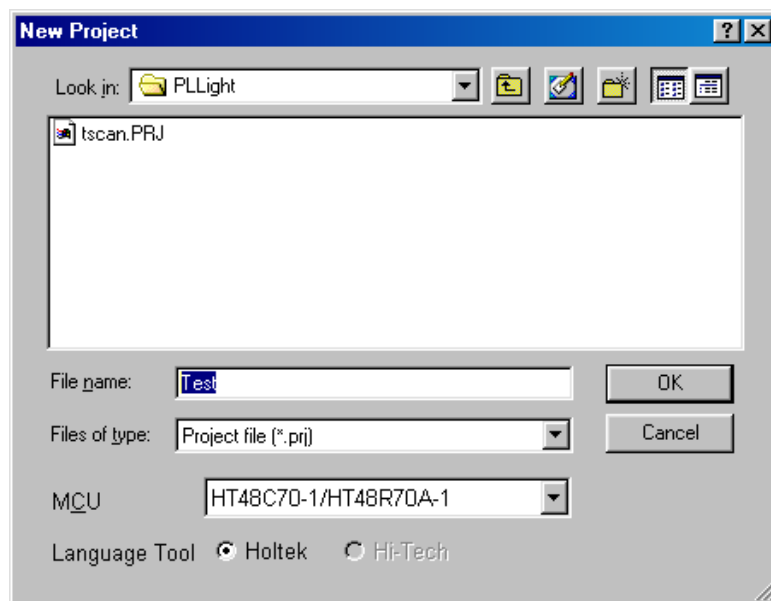 New Project
Look in: PLLight
tscan.PRJ
File name: Test OK
Files of type: Project file (*.prj) Cancel
MCU HT48C70-1/HT48R70A-1
Language Tool Holtek Hi-Tech